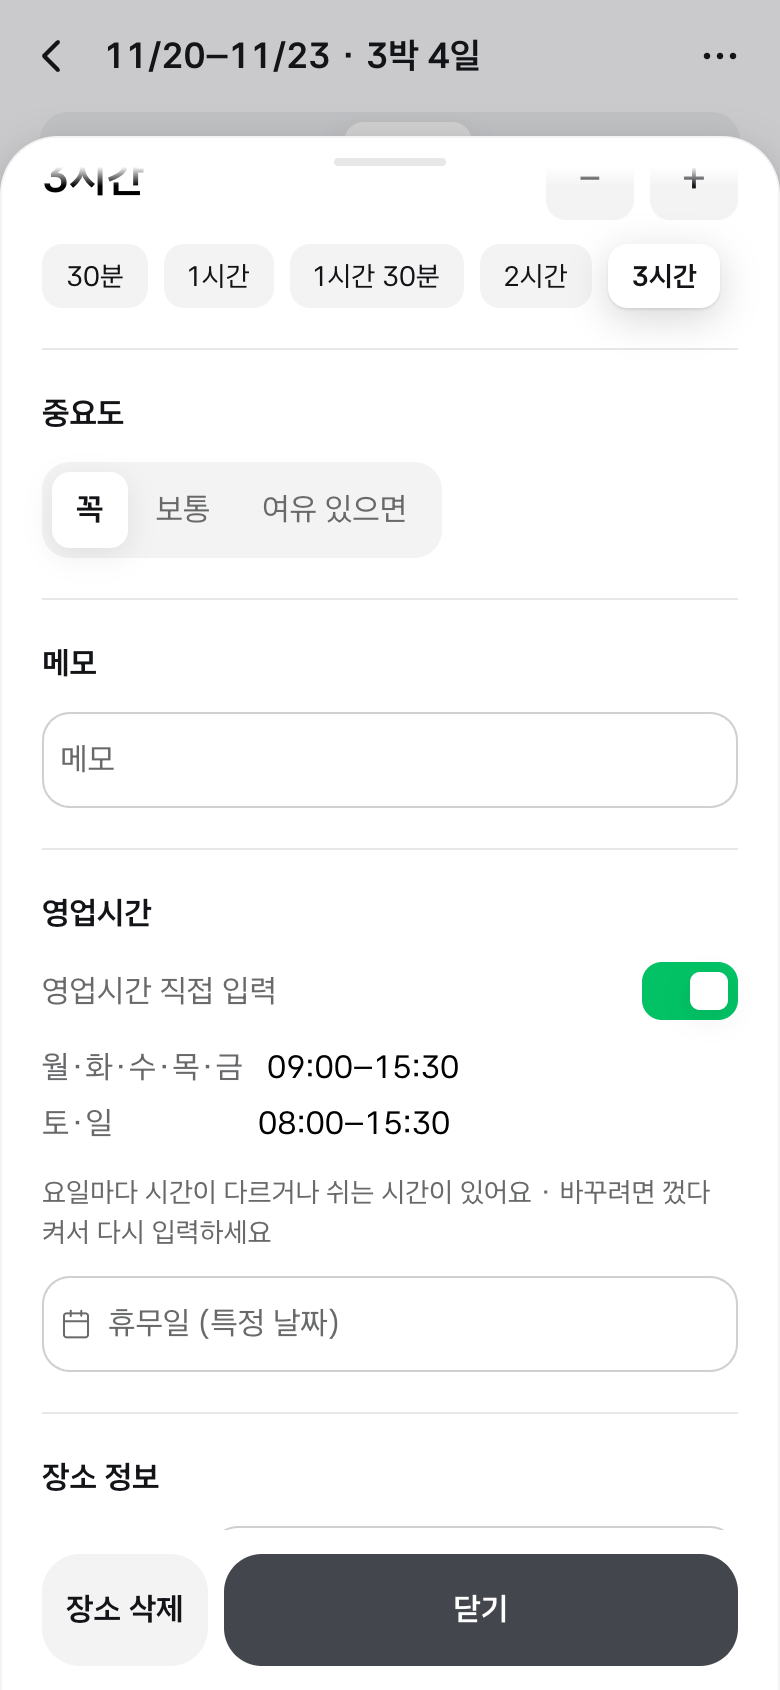 11/20–11/23 · 3박 4일
3시간
− +
30분 1시간 1시간 30분 2시간 3시간
중요도
꼭 보통 여유 있으면
메모
메모
영업시간
영업시간 직접 입력
월·화·수·목·금 09:00–15:30
토·일 08:00–15:30
요일마다 시간이 다르거나 쉬는 시간이 있어요 · 바꾸려면 껐다
켜서 다시 입력하세요
휴무일 (특정 날짜)
장소 정보
장소 삭제 닫기